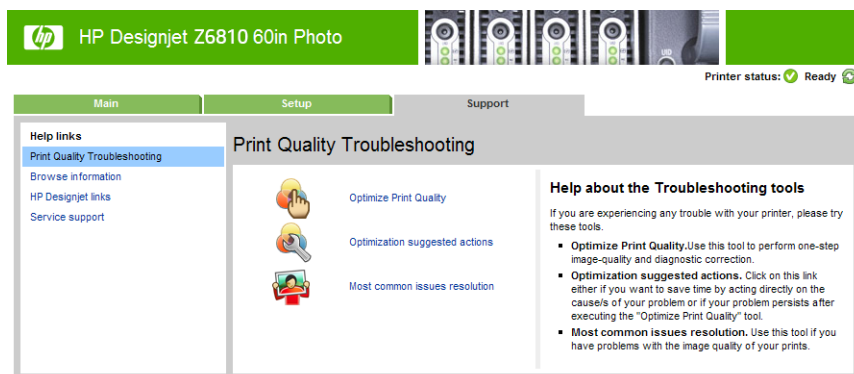 hp HP Designjet Z6810 60in Photo
UID
Printer status: Ready
Main Setup Support
Help links
Print Quality Troubleshooting
Browse information
HP Designjet links
Service support
Print Quality Troubleshooting
Optimize Print Quality
Optimization suggested actions
Most common issues resolution
Help about the Troubleshooting tools
If you are experiencing any trouble with your printer, please try
these tools.
Optimize Print Quality.Use this tool to perform one-step
image-quality and diagnostic correction.
Optimization suggested actions. Click on this link
either if you want to save time by acting directly on the
cause/s of your problem or if your problem persists after
executing the "Optimize Print Quality" tool.
Most common issues resolution. Use this tool if you
have problems with the image quality of your prints.